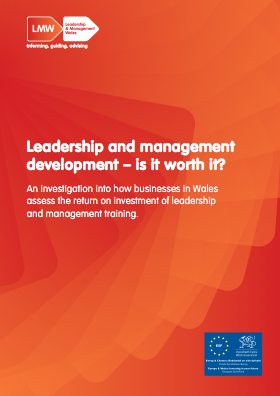 LMW
Leadership
& Management
Wales
Informing, guiding, advising
Leadership and management
development – is it worth it?
An investigation into how businesses in Wales
assess the return on investment of leadership
and management training.
ESF